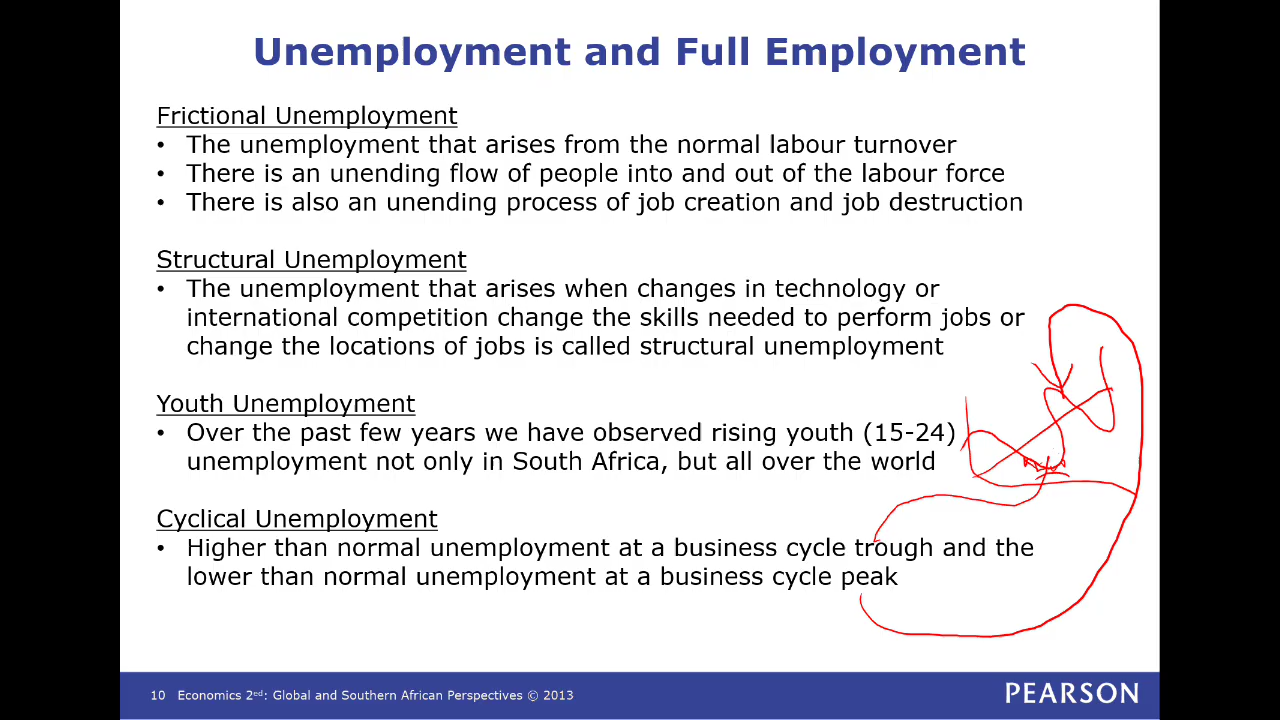 Unemployment and Full Employment
Frictional Unemployment
• The unemployment that arises from the normal labour turnover
• There is an unending flow of people into and out of the labour force
• There is also an unending process of job creation and job destruction
Structural Unemployment
• The unemployment that arises when changes in technology or
international competition change the skills needed to perform jobs or
change the locations of jobs is called structural unemployment
Youth Unemployment
• Over the past few years we have observed rising youth (15-24)
unemployment not only in South Africa, but all over the world
Cyclical Unemployment
• Higher than normal unemployment at a business cycle trough and the
lower than normal unemployment at a business cycle peak
10 Economics 2ed: Global and Southern African Perspectives © 2013
PEARSON